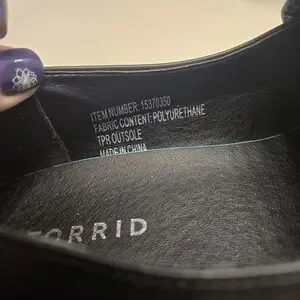 ITEM NUMBER: 15370350
FABRIC CONTENT: POLYURETHANE
TPR OUTSOLE
MADE IN CHINA
TORRID